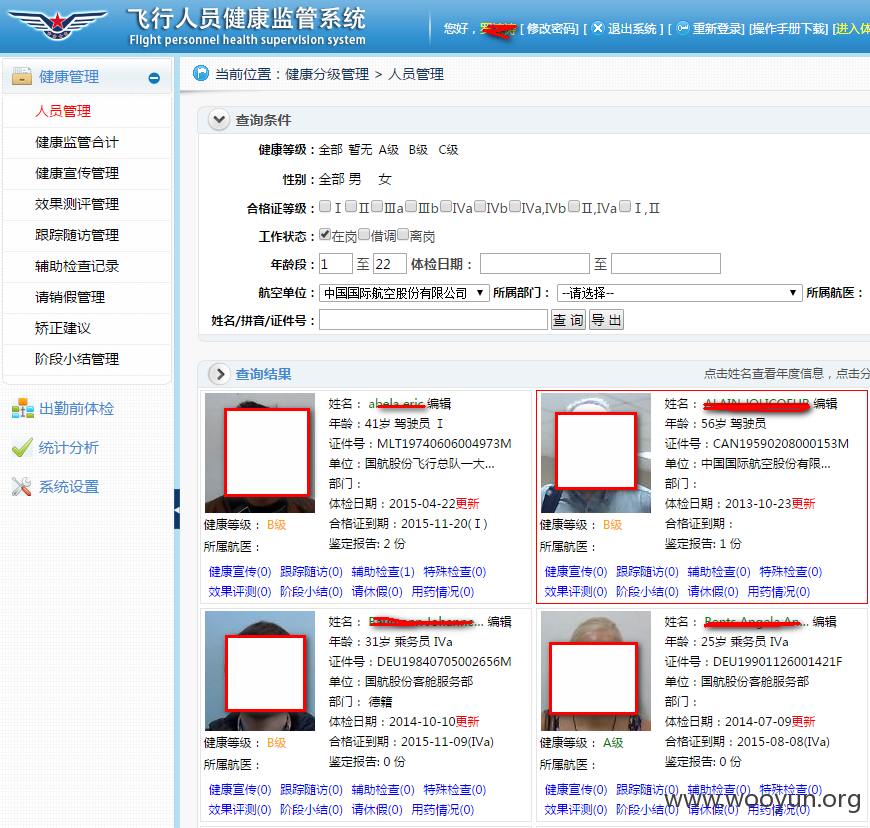 飞行人员健康监管系统
Flight personnel health supervision system
您好， [ 修改密码] [ 退出系统 ] [ 重新登录] [操作手册下载] [进入体
健康管理
人员管理
健康监管合计
健康宣传管理
效果测评管理
跟踪随访管理
辅助检查记录
请销假管理
矫正建议
阶段小结管理
出勤前体检
统计分析
系统设置
当前位置：健康分级管理 > 人员管理
查询条件
健康等级：全部 暂无 A级 B级 C级
性别：全部 男 女
合格证等级： Ⅰ Ⅱ Ⅲa Ⅲb Ⅳa Ⅳb Ⅳa,Ⅳb Ⅱ,Ⅳa Ⅰ,Ⅱ
工作状态： 在岗 借调 离岗
年龄段： 1 至 22 体检日期： 至
航空单位： 中国国际航空股份有限公司 所属部门： --请选择-- 所属航医：
姓名/拼音/证件号： 查 询 导 出
查询结果 点击姓名查看年度信息，点击分
姓名： 编辑
年龄：41岁 驾驶员 Ⅰ
证件号：MLT19740606004973M
单位：国航股份飞行总队一大...
部门：
体检日期：2015-04-22更新
健康等级： B级 合格证到期：2015-11-20(Ⅰ)
所属航医： 鉴定报告: 2 份
健康宣传(0) 跟踪随访(0) 辅助检查(1) 特殊检查(0)
效果评测(0) 阶段小结(0) 请休假(0) 用药情况(0)
姓名： 编辑
年龄：56岁 驾驶员
证件号：CAN19590208000153M
单位：中国国际航空股份有限...
部门：
体检日期：2013-10-23更新
健康等级： B级 合格证到期：
所属航医： 鉴定报告: 1 份
健康宣传(0) 跟踪随访(0) 辅助检查(0) 特殊检查(0)
效果评测(0) 阶段小结(0) 请休假(0) 用药情况(0)
姓名： ... 编辑
年龄：31岁 乘务员 Ⅳa
证件号：DEU19840705002656M
单位：国航股份客舱服务部
部门： 德籍
体检日期：2014-10-10更新
健康等级： B级 合格证到期：2015-11-09(Ⅳa)
所属航医： 鉴定报告: 0 份
健康宣传(0) 跟踪随访(0) 辅助检查(0) 特殊检查(0)
效果评测(0) 阶段小结(0) 请休假(0) 用药情况(0)
姓名： ... 编辑
年龄：25岁 乘务员 Ⅳa
证件号：DEU19901126001421F
单位：国航股份客舱服务部
部门：
体检日期：2014-07-09更新
健康等级： A级 合格证到期：2015-08-08(Ⅳa)
所属航医： 鉴定报告: 0 份
健康宣传(0) 跟踪随访(0) 辅助检查(0) 特殊检查(0)
效果评测(0) 阶段小结(0) 请休假(0) 用药情况(0)
www.wooyun.org